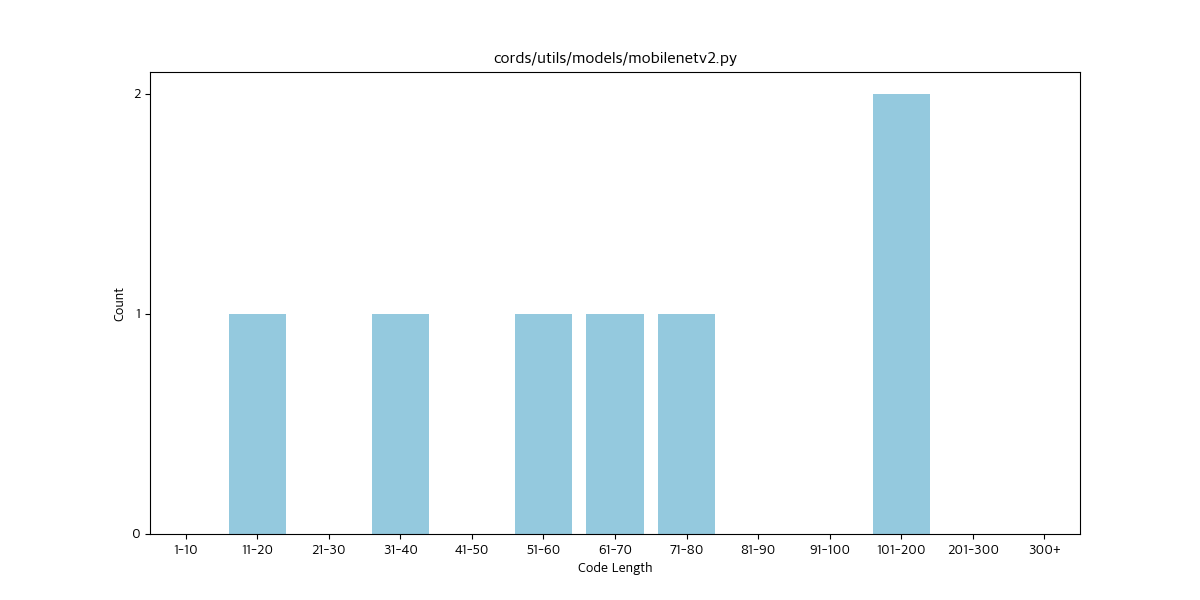 cords/utils/models/mobilenetv2.py
2
1
0
Count
1-10 11-20 21-30 31-40 41-50 51-60 61-70 71-80 81-90 91-100 101-200 201-300 300+
Code Length